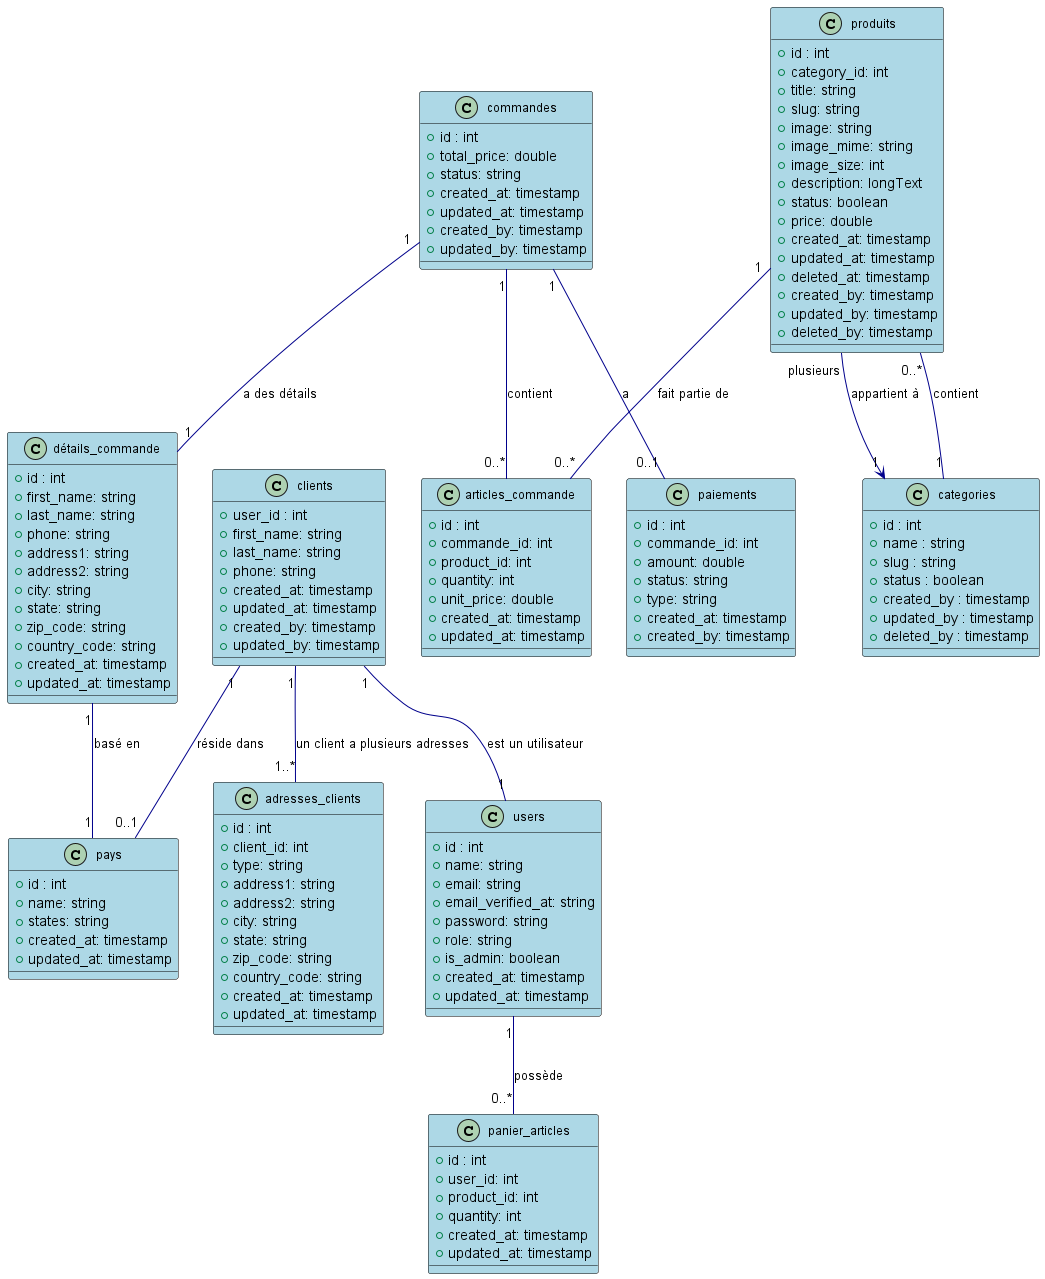 produits
id : int
category_id: int
title: string
slug: string
image: string
image_mime: string
image_size: int
description: longText
status: boolean
price: double
created_at: timestamp
updated_at: timestamp
deleted_at: timestamp
created_by: timestamp
updated_by: timestamp
deleted_by: timestamp
commandes
id : int
total_price: double
status: string
created_at: timestamp
updated_at: timestamp
created_by: timestamp
updated_by: timestamp
1
a des détails
1
1
contient
0..*
1
a
0..1
1
fait partie de
0..*
plusieurs
appartient à
1
0..*
contient
1
détails_commande
id : int
first_name: string
last_name: string
phone: string
address1: string
address2: string
city: string
state: string
zip_code: string
country_code: string
created_at: timestamp
updated_at: timestamp
clients
user_id : int
first_name: string
last_name: string
phone: string
created_at: timestamp
updated_at: timestamp
created_by: timestamp
updated_by: timestamp
articles_commande
id : int
commande_id: int
product_id: int
quantity: int
unit_price: double
created_at: timestamp
updated_at: timestamp
paiements
id : int
commande_id: int
amount: double
status: string
type: string
created_at: timestamp
created_by: timestamp
categories
id : int
name : string
slug : string
status : boolean
created_by : timestamp
updated_by : timestamp
deleted_by : timestamp
1
basé en
1
1
réside dans
0..1
1
un client a plusieurs adresses
1..*
1
est un utilisateur
1
pays
id : int
name: string
states: string
created_at: timestamp
updated_at: timestamp
adresses_clients
id : int
client_id: int
type: string
address1: string
address2: string
city: string
state: string
zip_code: string
country_code: string
created_at: timestamp
updated_at: timestamp
users
id : int
name: string
email: string
email_verified_at: string
password: string
role: string
is_admin: boolean
created_at: timestamp
updated_at: timestamp
1
possède
0..*
panier_articles
id : int
user_id: int
product_id: int
quantity: int
created_at: timestamp
updated_at: timestamp